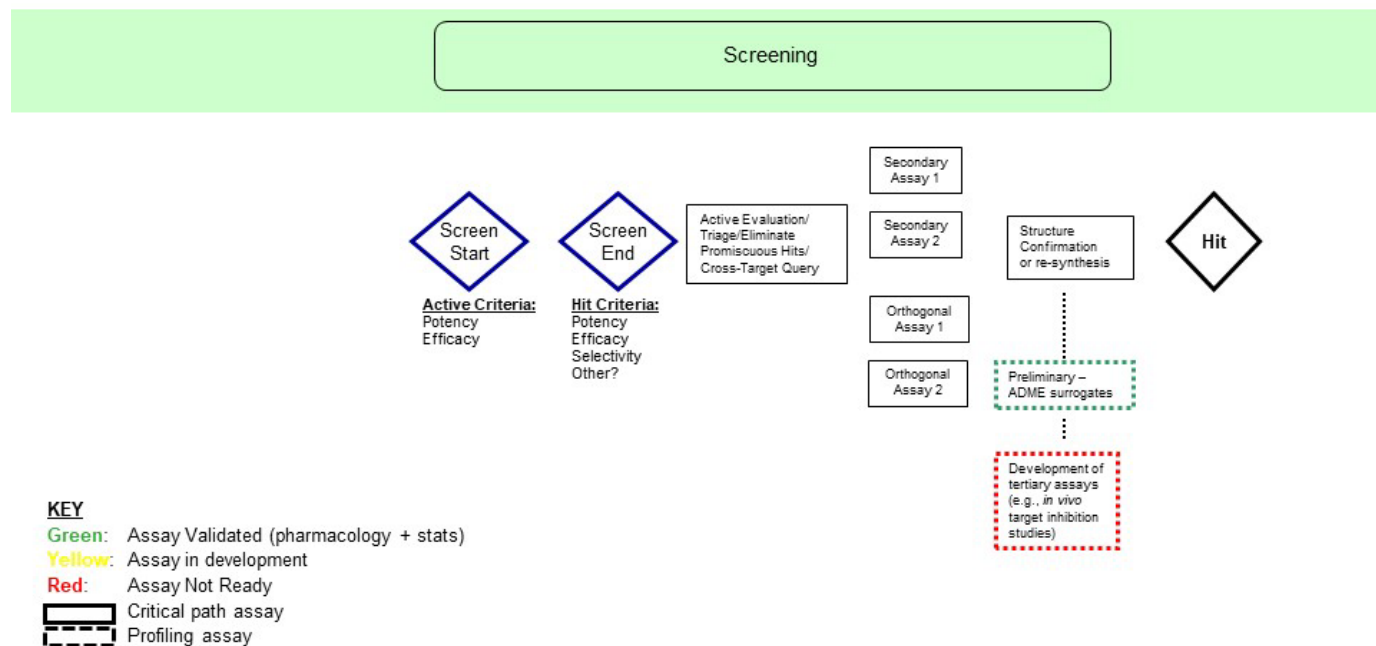 Screening
Screen
Start
Active Criteria:
Potency
Efficacy
Screen
End
Hit Criteria:
Potency
Efficacy
Selectivity
Other?
Active Evaluation/
Triage/Eliminate
Promiscuous Hits/
Cross-Target Query
Secondary
Assay 1
Secondary
Assay 2
Orthogonal
Assay 1
Orthogonal
Assay 2
Structure
Confirmation
or re-synthesis
Preliminary –
ADME surrogates
Development of
tertiary assays
(e.g., in vivo
target inhibition
studies)
Hit
KEY
Green: Assay Validated (pharmacology + stats)
Yellow: Assay in development
Red: Assay Not Ready
Critical path assay
Profiling assay